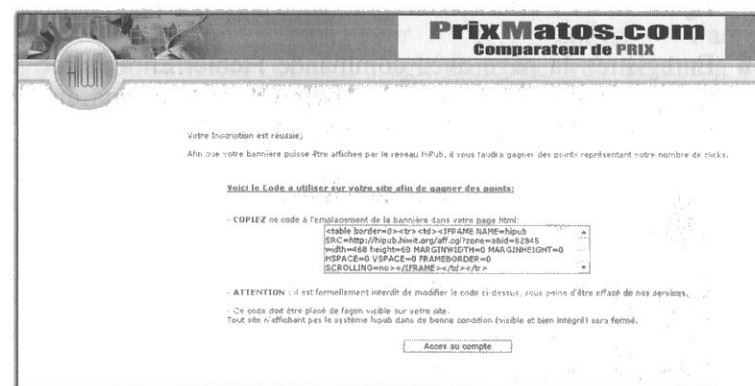 PrixMatos.com
Comparateur de PRIX
HIWIT
Votre Inscription est réussie,
Afin que votre banniere puisse être affichee par le reseau HiPub, il vous faudra gagner des points représentant votre nombre de clicks.
Voici le Code a utiliser sur votre site afin de gagner des points:
- COPIEZ ce code à l'emplacement de la bannière dans votre page html:
<table border=0><tr><td><IFRAME NAME=hipub
SRC=http://hipub.hiwit.org/aff.cgi?zone=a&id=82845
width=468 height=60 MARGINWIDTH=0 MARGINHEIGHT=0
HSPACE=0 VSPACE=0 FRAMEBORDER=0
SCROLLING=no></IFRAME></td></tr>
- ATTENTION : il est formellement interdit de modifier le code ci-dessus, sous peine d'être effacé de nos services.
- Ce code doit être placé de façon visible sur votre site.
Tout site n'affichant pas le système hipub dans de bonne condition (visible et bien intégré) sera fermé.
Acces au compte